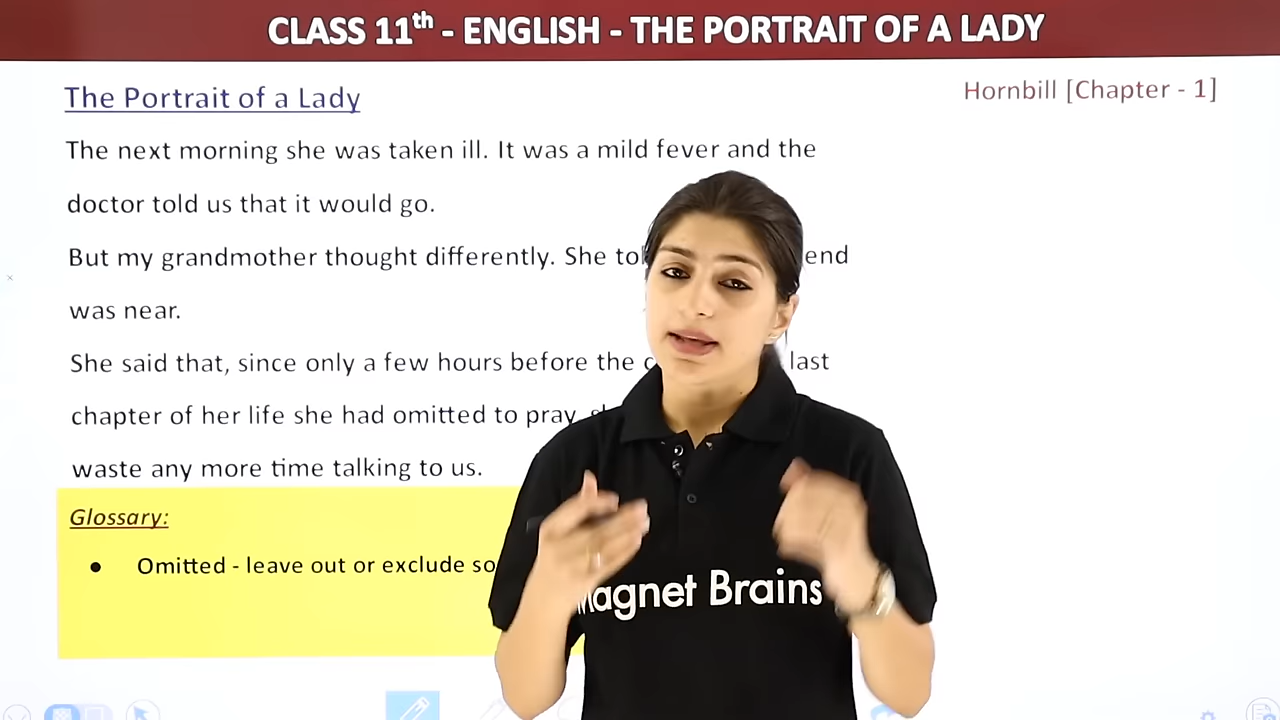 CLASS 11th - ENGLISH - THE PORTRAIT OF A LADY
The Portrait of a Lady
Hornbill [Chapter - 1]
The next morning she was taken ill. It was a mild fever and the
doctor told us that it would go.
But my grandmother thought differently. She end
was near.
She said that, since only a few hours before the last
chapter of her life she had omitted to pray,
waste any more time talking to us.
Glossary:
• Omitted - leave out or exclude
Magnet Brains